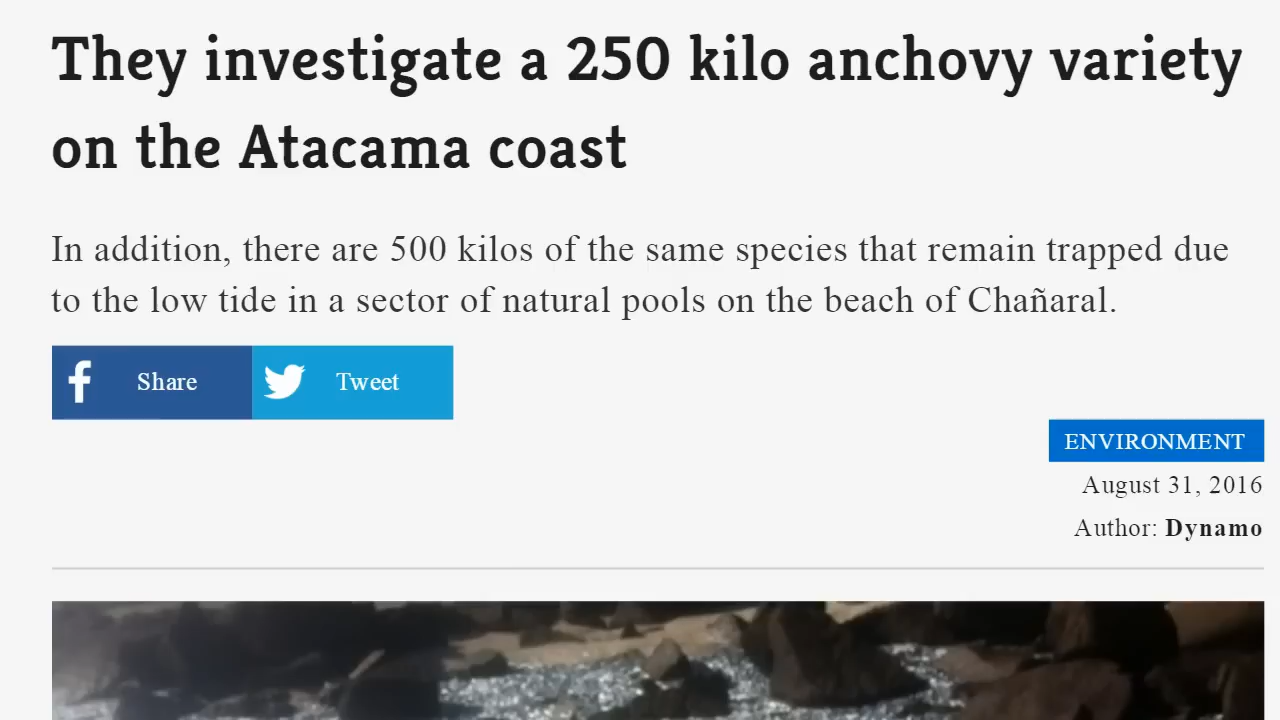 They investigate a 250 kilo anchovy variety
on the Atacama coast
In addition, there are 500 kilos of the same species that remain trapped due
to the low tide in a sector of natural pools on the beach of Chañaral.
Share
Tweet
ENVIRONMENT
August 31, 2016
Author: Dynamo